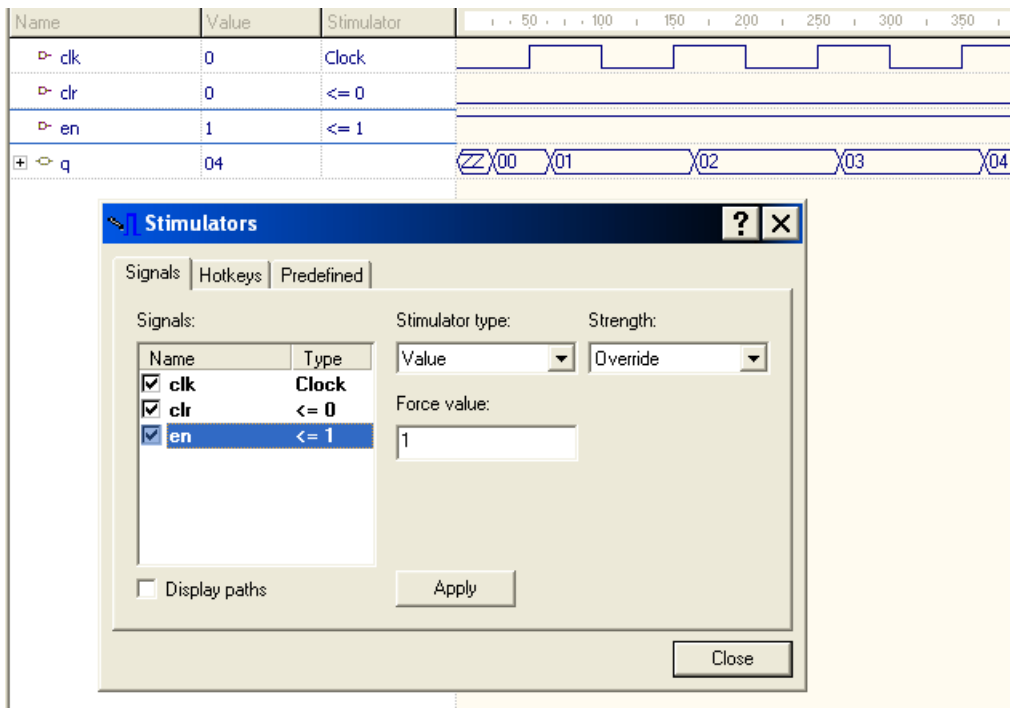 Name Value Stimulator 50 100 150 200 250 300 350
clk 0 Clock
clr 0 <= 0
en 1 <= 1
q 04 ZZ 00 01 02 03 04
Stimulators
Signals Hotkeys Predefined
Signals: Stimulator type: Strength:
Name Type Value Override
clk Clock
clr <= 0 Force value:
en <= 1 1
Display paths Apply
Close